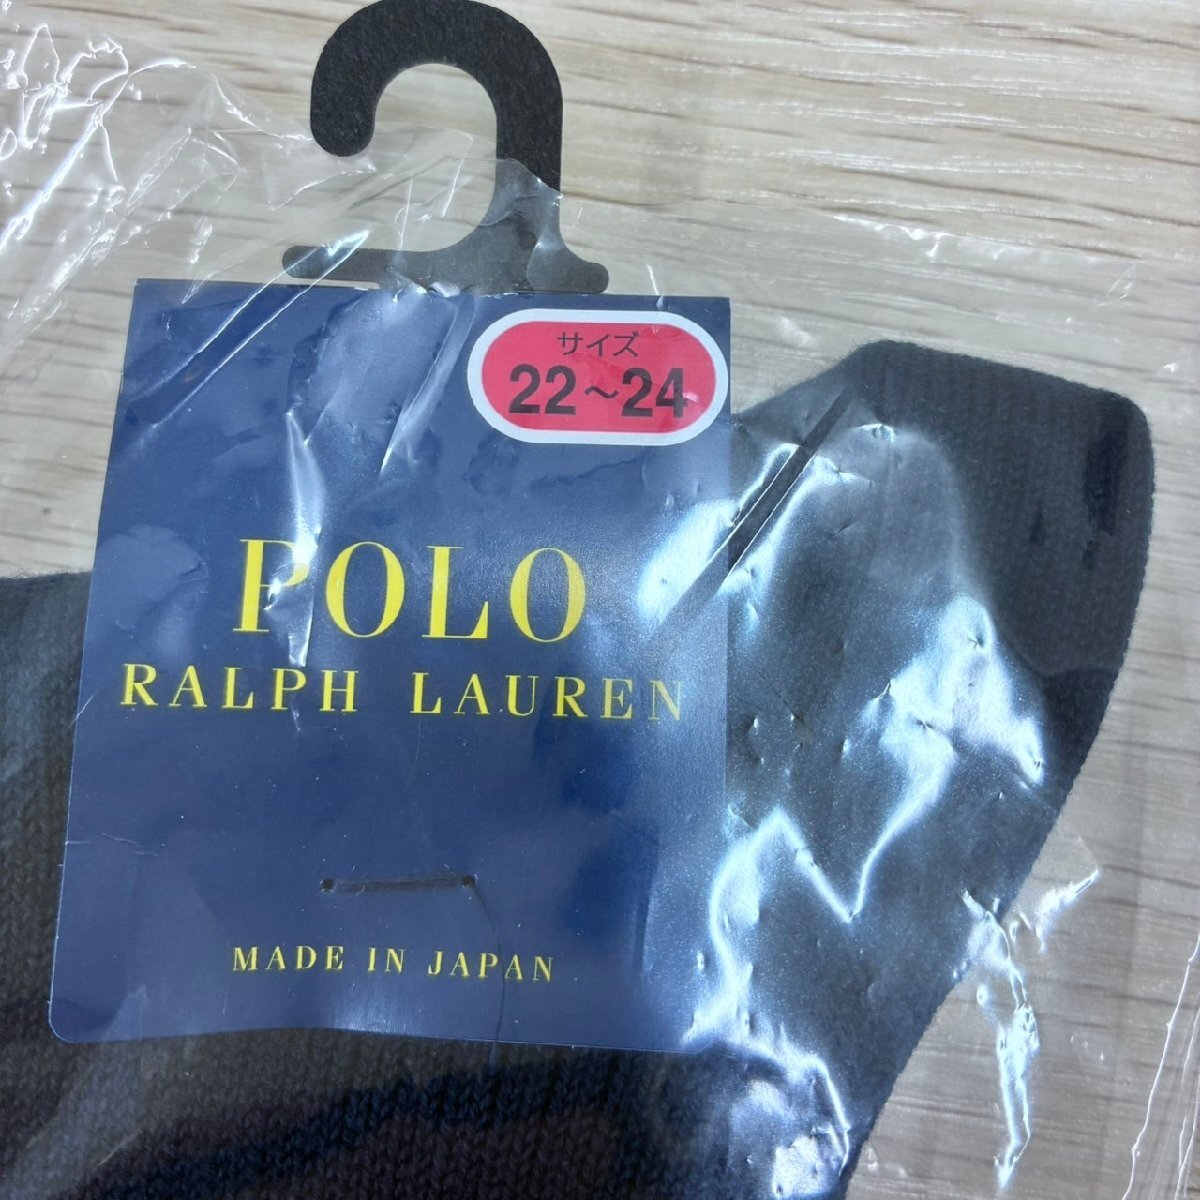 サイズ
22~24
POLO
RALPH LAUREN
MADE IN JAPAN